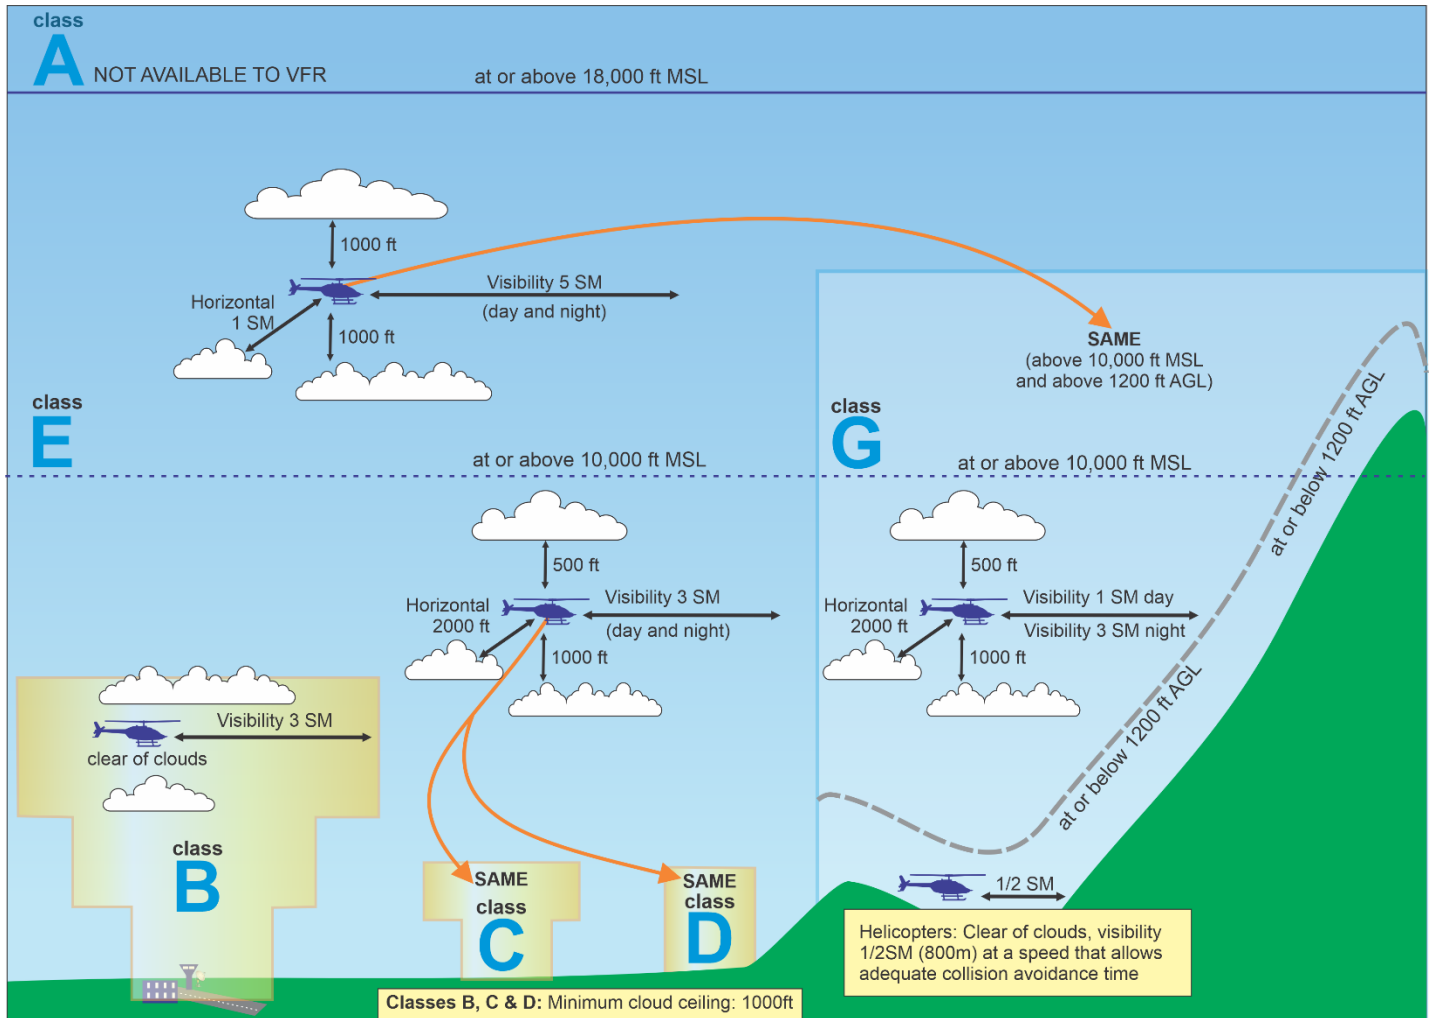 class
A
NOT AVAILABLE TO VFR
at or above 18,000 ft MSL
1000 ft
Visibility 5 SM
(day and night)
Horizontal
1 SM
1000 ft
SAME
(above 10,000 ft MSL
and above 1200 ft AGL)
class
E
class
G
at or above 10,000 ft MSL
at or above 10,000 ft MSL
at or below 1200 ft AGL
500 ft
Horizontal
2000 ft
Visibility 3 SM
(day and night)
1000 ft
500 ft
Horizontal
2000 ft
Visibility 1 SM day
Visibility 3 SM night
1000 ft
at or below 1200 ft AGL
Visibility 3 SM
clear of clouds
class
B
SAME
class
C
SAME
class
D
1/2 SM
Helicopters: Clear of clouds, visibility
1/2SM (800m) at a speed that allows
adequate collision avoidance time
Classes B, C & D: Minimum cloud ceiling: 1000ft